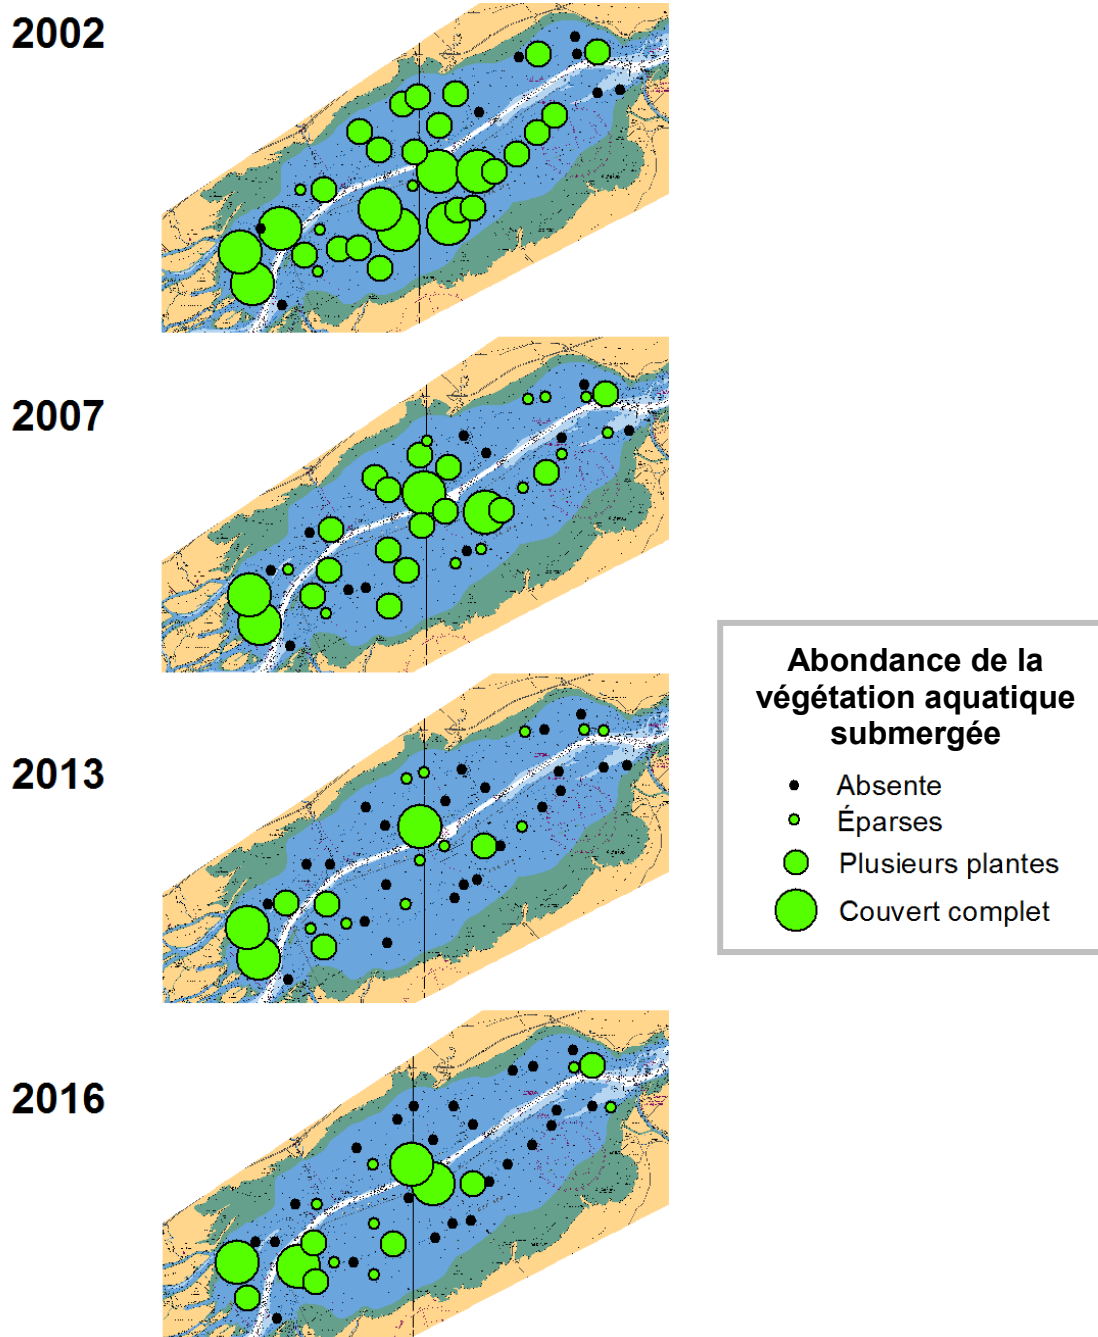 2002
2007
2013
2016
Abondance de la
végétation aquatique
submergée
Absente
Éparses
Plusieurs plantes
Couvert complet